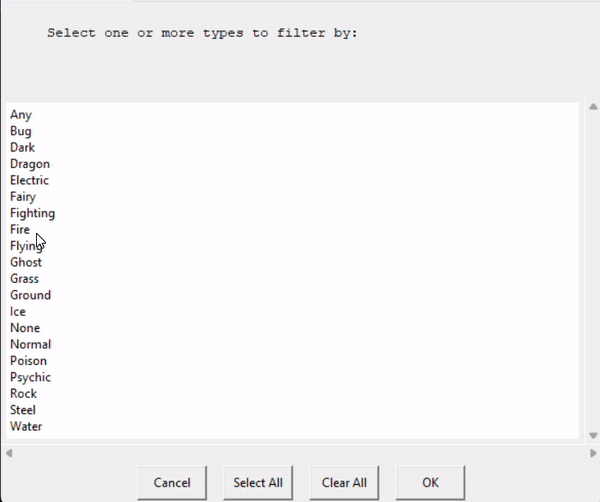 Select one or more types to filter by:
Any
Bug
Dark
Dragon
Electric
Fairy
Fighting
Fire
Flying
Ghost
Grass
Ground
Ice
None
Normal
Poison
Psychic
Rock
Steel
Water
Cancel Select All Clear All OK